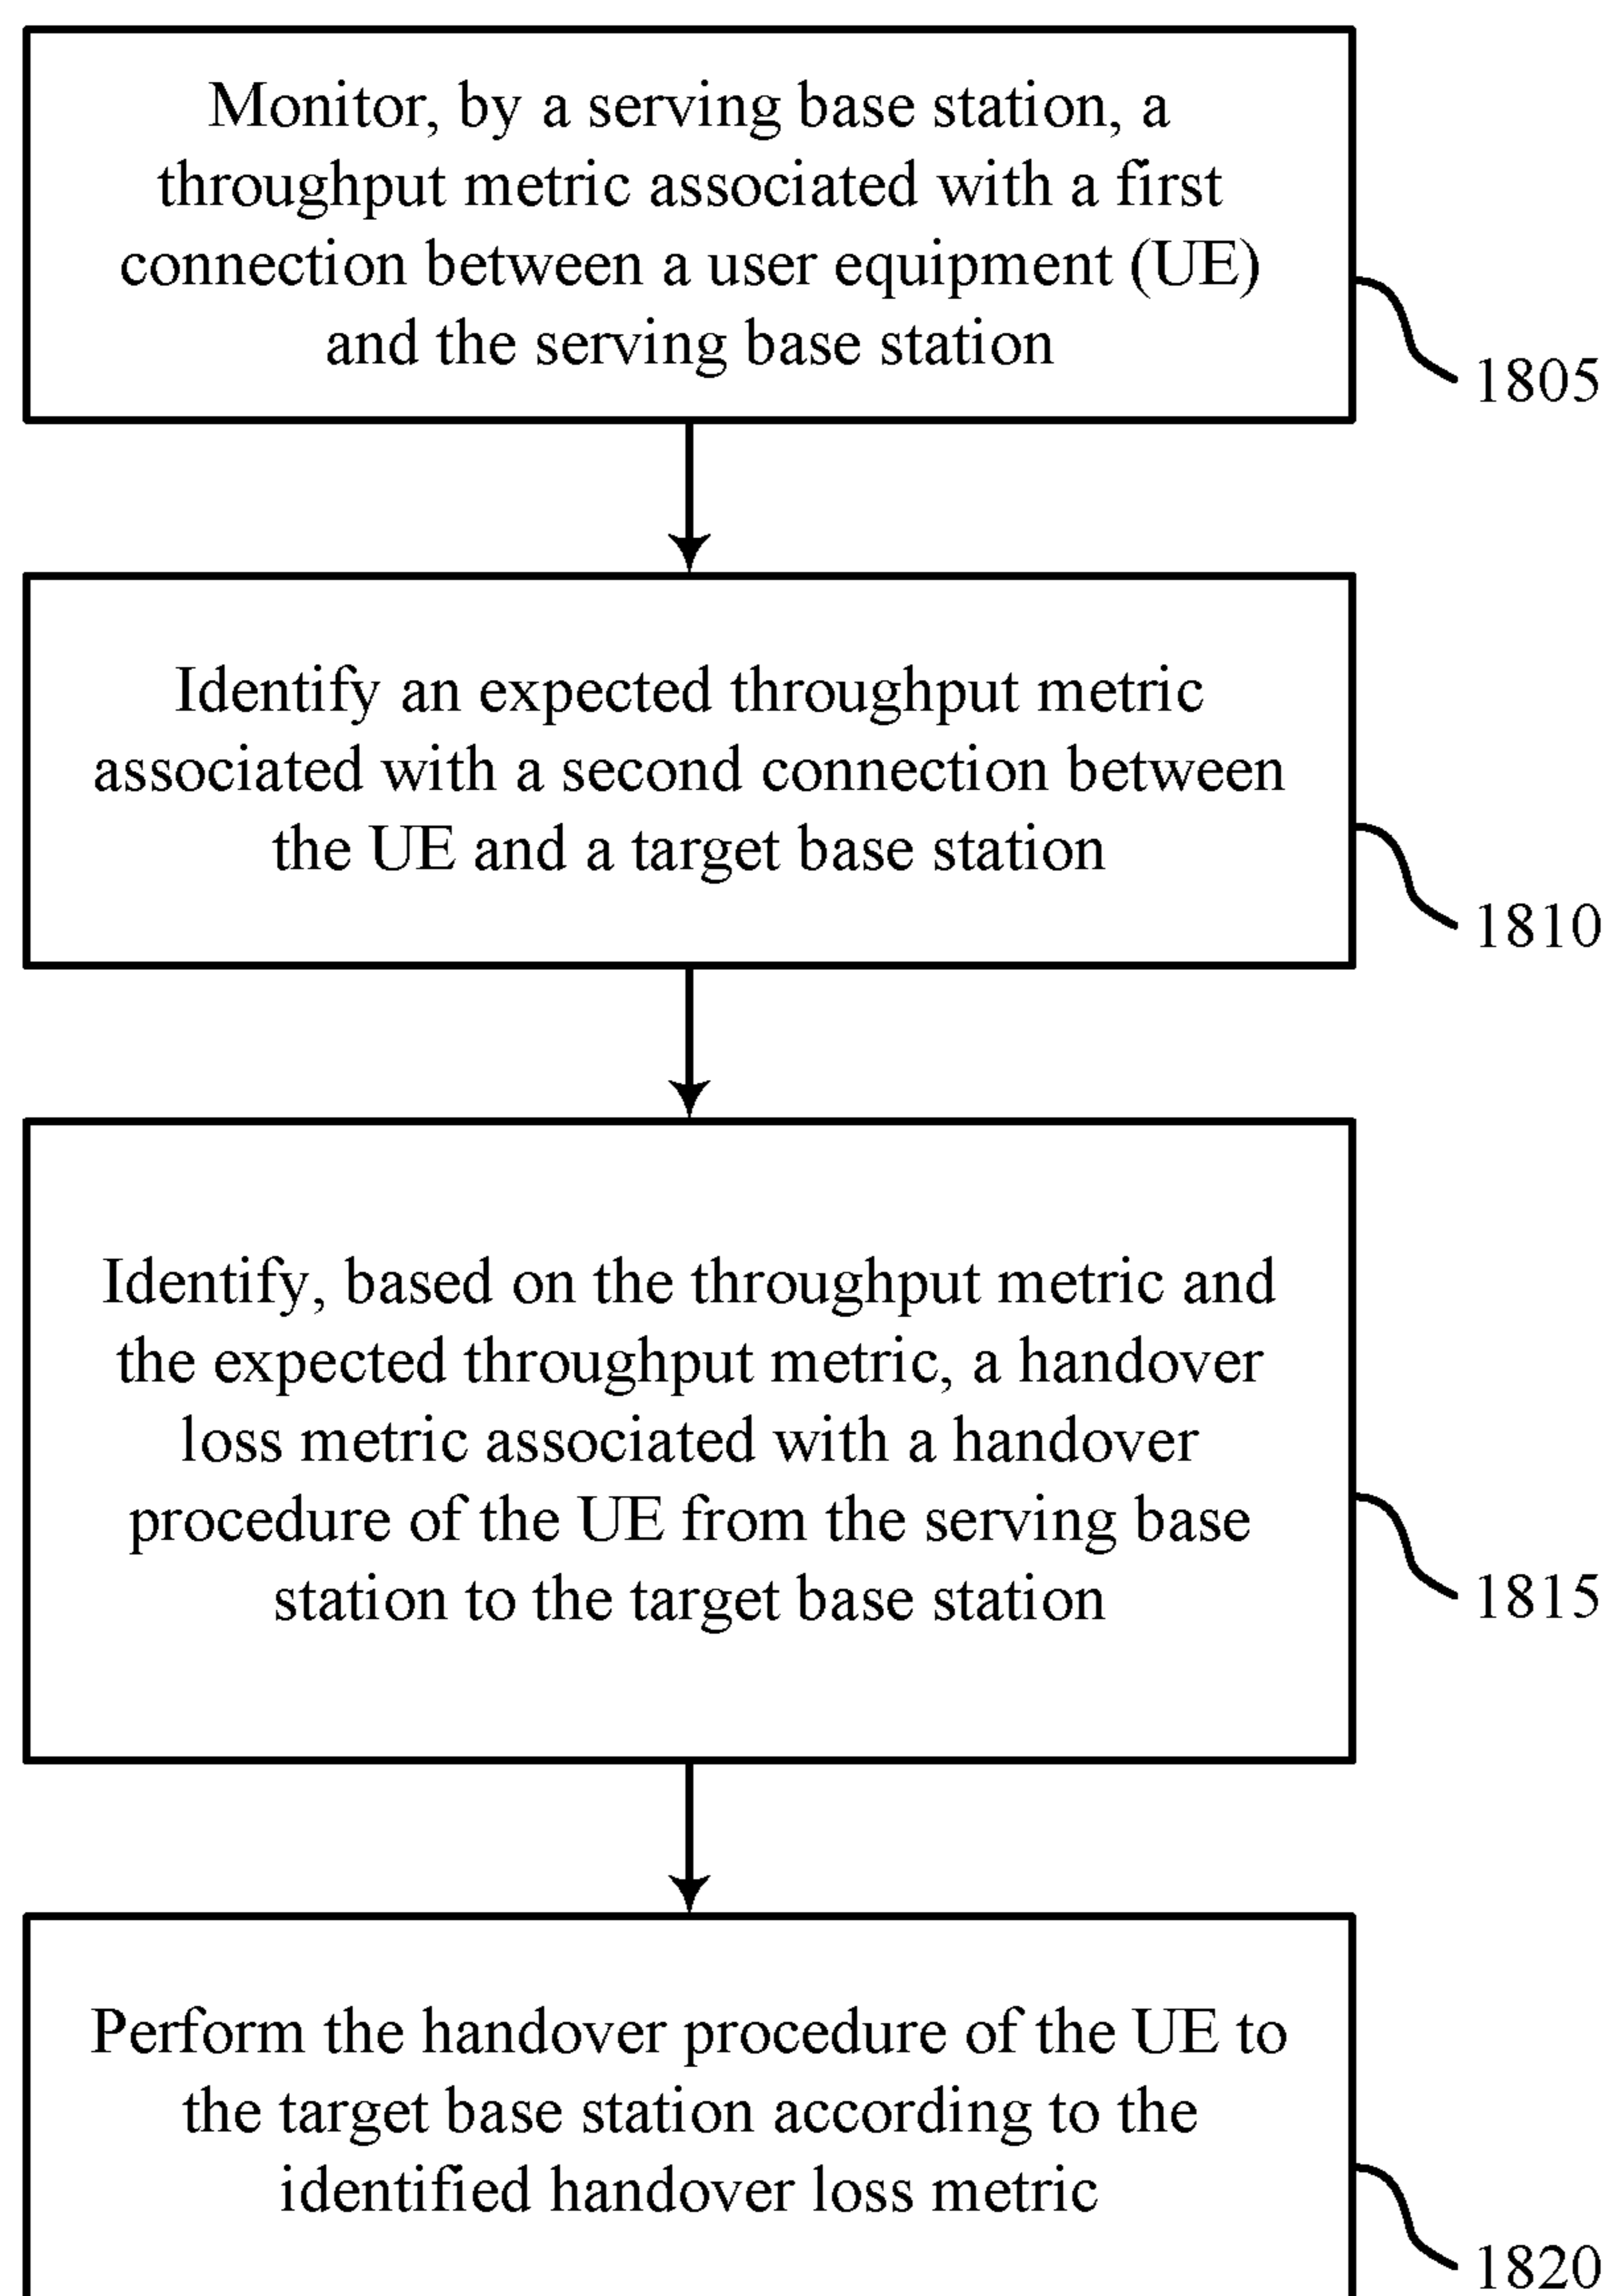 Monitor, by a serving base station, a
throughput metric associated with a first
connection between a user equipment (UE)
and the serving base station
1805
Identify an expected throughput metric
associated with a second connection between
the UE and a target base station
1810
Identify, based on the throughput metric and
the expected throughput metric, a handover
loss metric associated with a handover
procedure of the UE from the serving base
station to the target base station
1815
Perform the handover procedure of the UE to
the target base station according to the
identified handover loss metric
1820